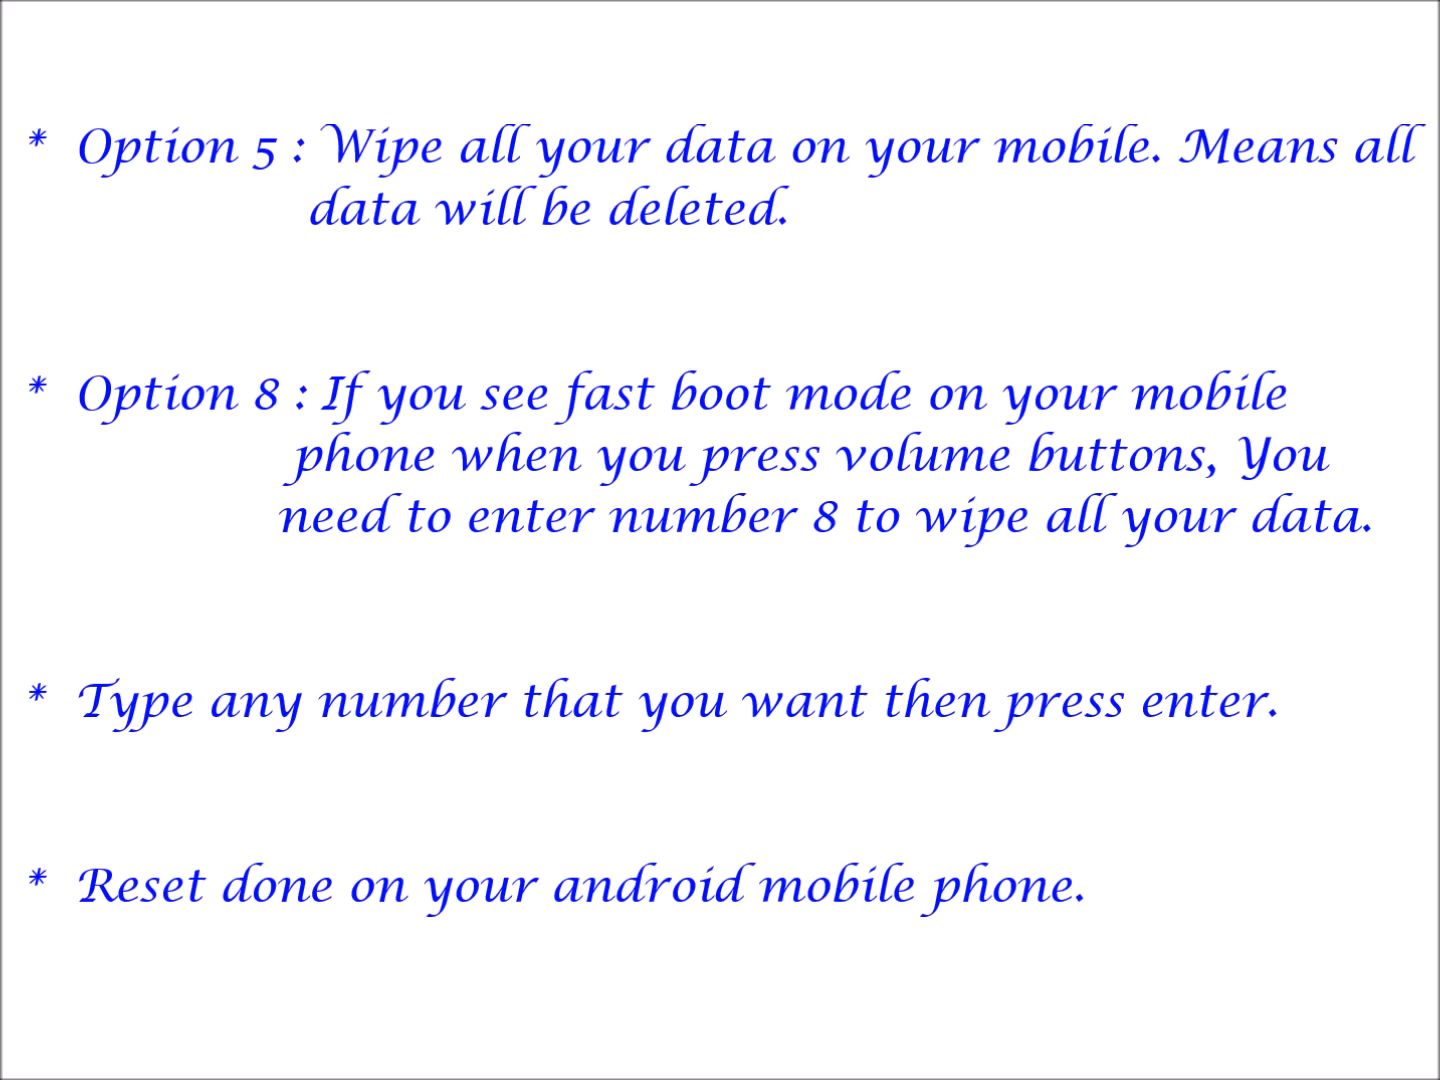 * Option 5 : Wipe all your data on your mobile. Means all
data will be deleted.
* Option 8 : If you see fast boot mode on your mobile
phone when you press volume buttons, You
need to enter number 8 to wipe all your data.
* Type any number that you want then press enter.
* Reset done on your android mobile phone.